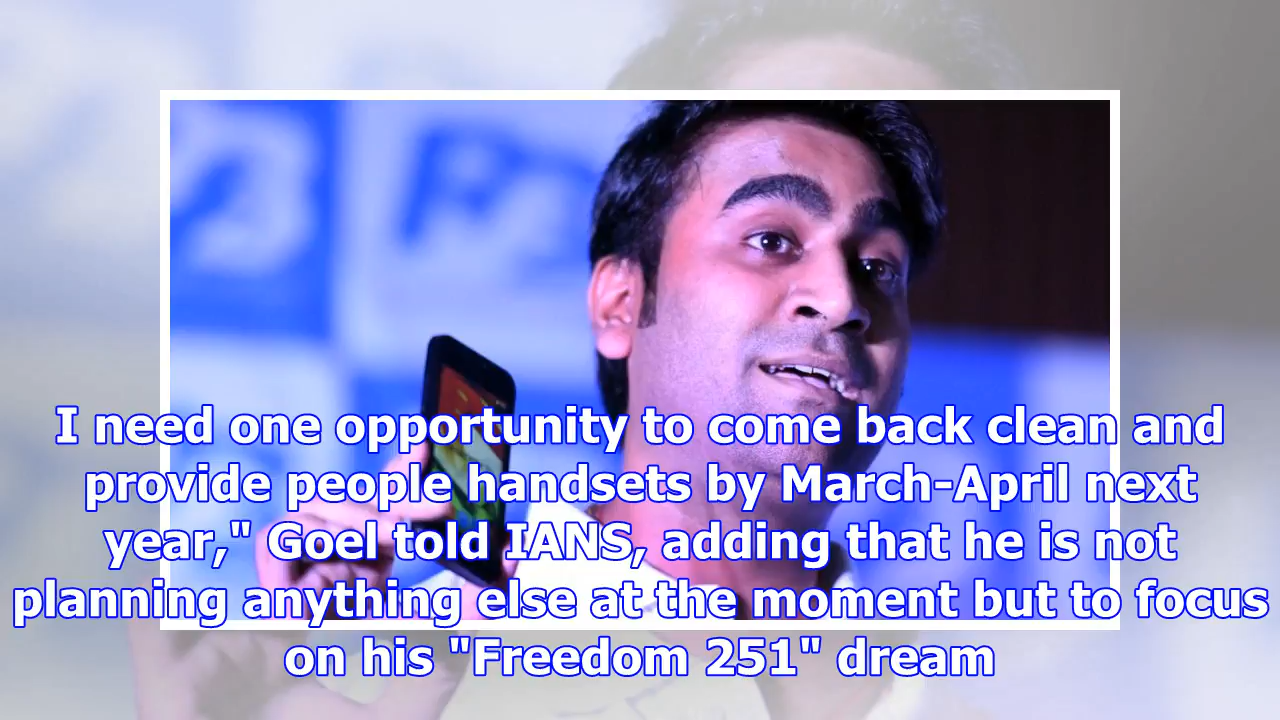 I need one opportunity to come back clean and
provide people handsets by March-April next
year," Goel told IANS, adding that he is not
planning anything else at the moment but to focus
on his "Freedom 251" dream